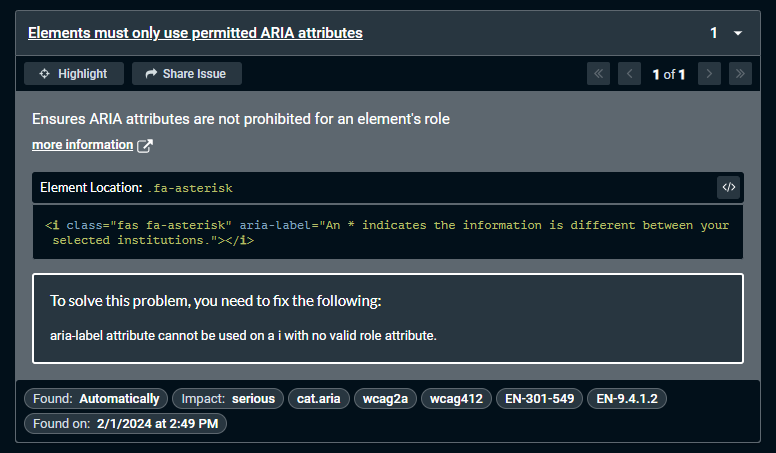 Elements must only use permitted ARIA attributes 1
Highlight Share Issue 1 of 1
Ensures ARIA attributes are not prohibited for an element's role
more information
Element Location: .fa-asterisk </>
<i class="fas fa-asterisk" aria-label="An * indicates the information is different between your
selected institutions."></i>
To solve this problem, you need to fix the following:
aria-label attribute cannot be used on a i with no valid role attribute.
Found: Automatically Impact: serious cat.aria wcag2a wcag412 EN-301-549 EN-9.4.1.2
Found on: 2/1/2024 at 2:49 PM